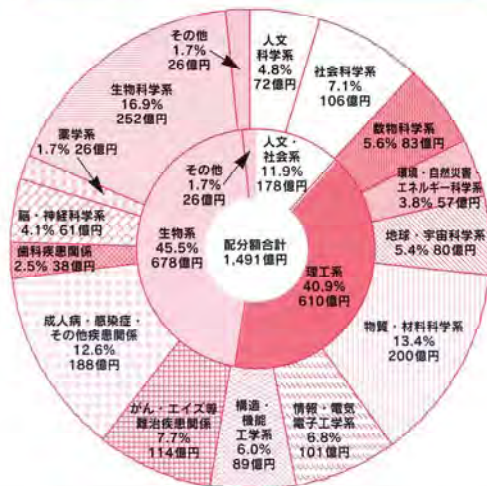 人文
科学系
4.8%
72億円
社会科学系
7.1%
106億円
数物科学系
5.6% 83億円
環境・自然災害
エネルギー科学系
3.8% 57億円
地球・宇宙科学系
5.4% 80億円
物質・材料科学系
13.4%
200億円
情報・電気
電子工学系
6.8%
101億円
構造・
機能
工学系
6.0%
89億円
がん・エイズ等
難治疾患関係
7.7%
114億円
成人病・感染症・
その他疾患関係
12.6%
188億円
歯科疾患関係
2.5% 38億円
脳・神経科学系
4.1% 61億円
薬学系
1.7% 26億円
生物科学系
16.9%
252億円
その他
1.7%
26億円
人文・
社会系
11.9%
178億円
理工系
40.9%
610億円
生物系
45.5%
678億円
その他
1.7%
26億円
配分額合計
1,491億円